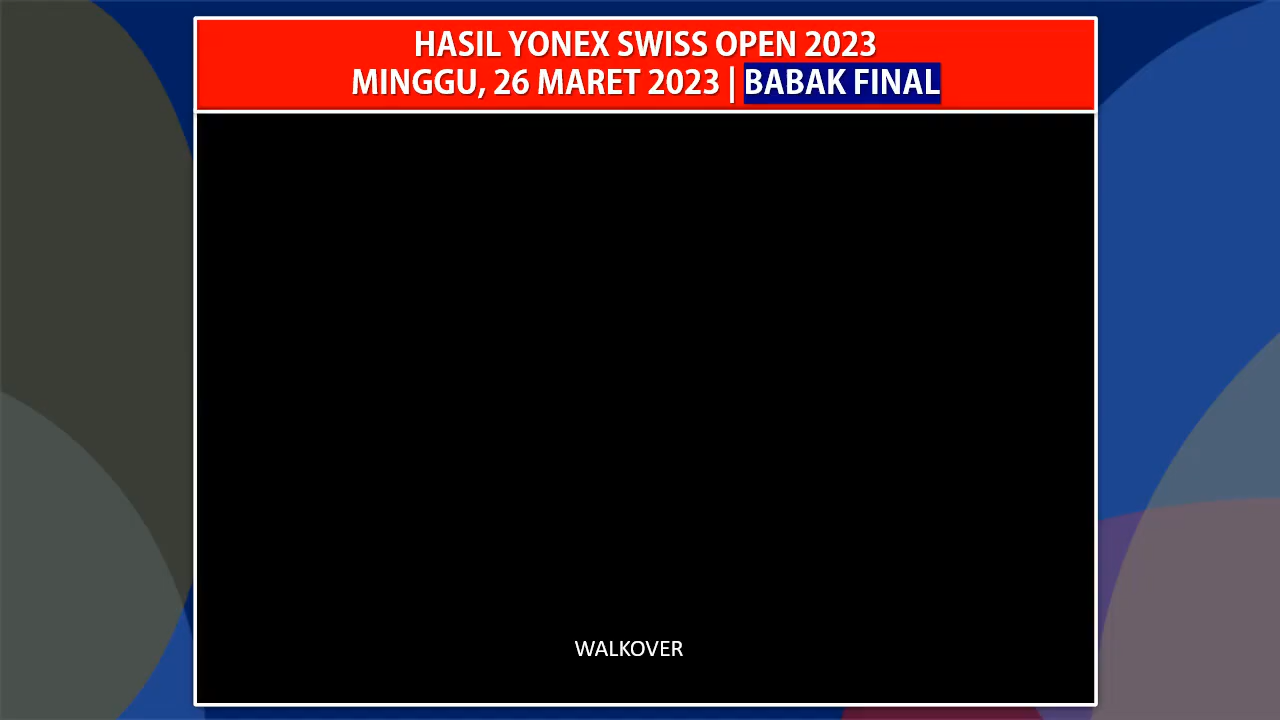 HASIL YONEX SWISS OPEN 2023
MINGGU, 26 MARET 2023 | BABAK FINAL
WALKOVER